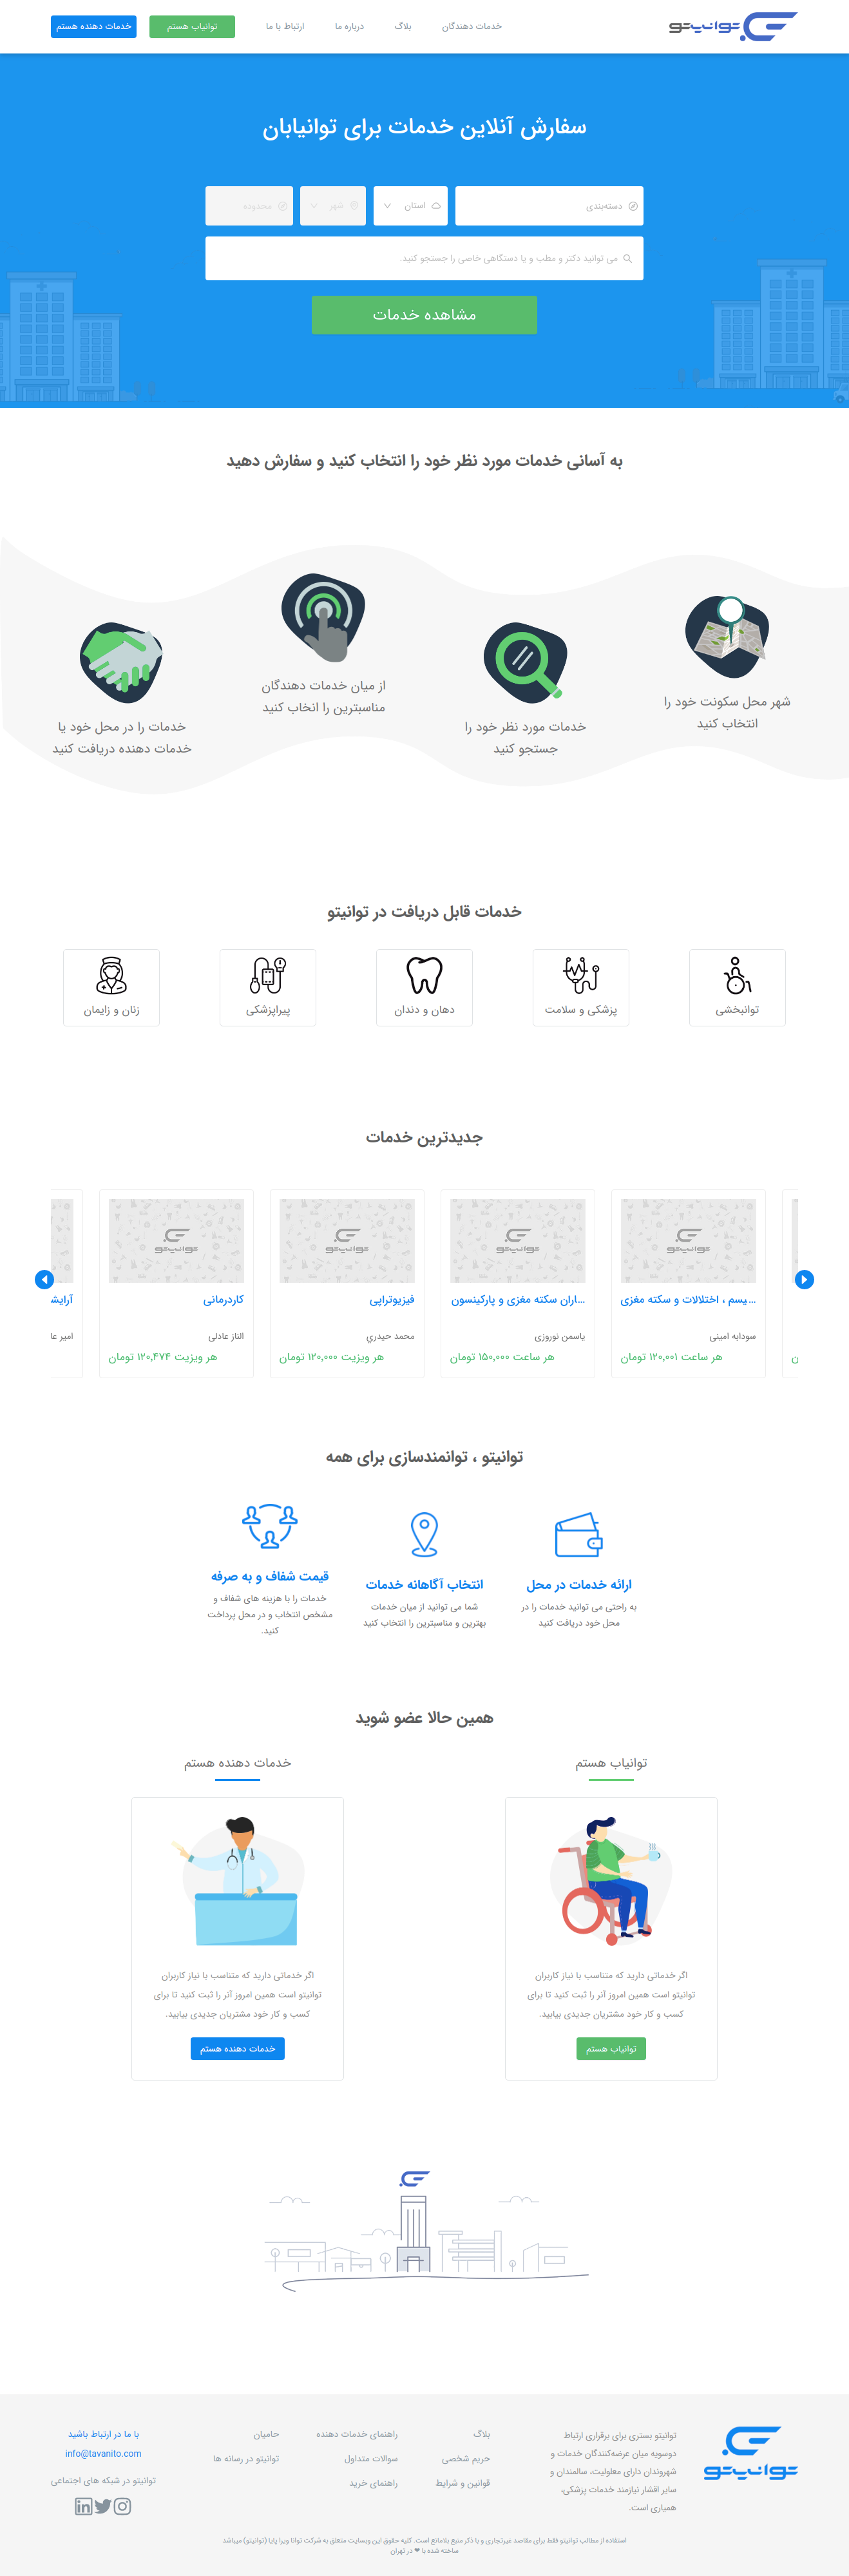 توانیتو
خدمات دهندگان
بلاگ
درباره ما
ارتباط با ما
توانیاب هستم
خدمات دهنده هستم
سفارش آنلاین خدمات برای توانیابان
دسته‌بندی
استان
شهر
محدوده
می توانید دکتر و مطب و یا دستگاهی خاصی را جستجو کنید.
مشاهده خدمات
به آسانی خدمات مورد نظر خود را انتخاب کنید و سفارش دهید
شهر محل سکونت خود را
انتخاب کنید
خدمات مورد نظر خود را
جستجو کنید
از میان خدمات دهندگان
مناسبترین را انخاب کنید
خدمات را در محل خود یا
خدمات دهنده دریافت کنید
خدمات قابل دریافت در توانیتو
توانبخشی
پزشکی و سلامت
دهان و دندان
پیراپزشکی
زنان و زایمان
جدیدترین خدمات
توانیتو
...یسم ، اختلالات و سکته مغزی
سودابه امینی
هر ساعت ۱۲۰,۰۰۱ تومان
توانیتو
...اران سکته مغزی و پارکینسون
یاسمن نوروزی
هر ساعت ۱۵۰,۰۰۰ تومان
توانیتو
فیزیوتراپی
محمد حيدري
هر ویزیت ۱۲۰,۰۰۰ تومان
توانیتو
کاردرمانی
الناز عادلی
هر ویزیت ۱۲۰,۴۷۴ تومان
آرایش
امیر عا
توانیتو ، توانمندسازی برای همه
ارائه خدمات در محل
به راحتی می توانید خدمات را در
محل خود دریافت کنید
انتخاب آگاهانه خدمات
شما می توانید از میان خدمات
بهترین و مناسبترین را انتخاب کنید
قیمت شفاف و به صرفه
خدمات را با هزینه های شفاف و
مشخص انتخاب و در محل پرداخت
کنید.
همین حالا عضو شوید
توانیاب هستم
اگر خدماتی دارید که متناسب با نیاز کاربران
توانیتو است همین امروز آنر را ثبت کنید تا برای
کسب و کار خود مشتریان جدیدی بیابید.
توانیاب هستم
خدمات دهنده هستم
اگر خدماتی دارید که متناسب با نیاز کاربران
توانیتو است همین امروز آنر را ثبت کنید تا برای
کسب و کار خود مشتریان جدیدی بیابید.
خدمات دهنده هستم
توانیتو
توانیتو بستری برای برقراری ارتباط
دوسویه میان عرضه‌کنندگان خدمات و
شهروندان دارای معلولیت، سالمندان و
سایر اقشار نیازمند خدمات پزشکی،
همیاری است.
بلاگ
حریم شخصی
قوانین و شرایط
راهنمای خدمات دهنده
سوالات متداول
راهنمای خرید
حامیان
توانیتو در رسانه ها
با ما در ارتباط باشید
info@tavanito.com
توانیتو در شبکه های اجتماعی
استفاده از مطالب توانیتو فقط برای مقاصد غیرتجاری و با ذکر منبع بلامانع است. کلیه حقوق این وبسایت متعلق به شرکت توانا ویرا پایا (توانیتو) میباشد
ساخته شده با ❤ در تهران